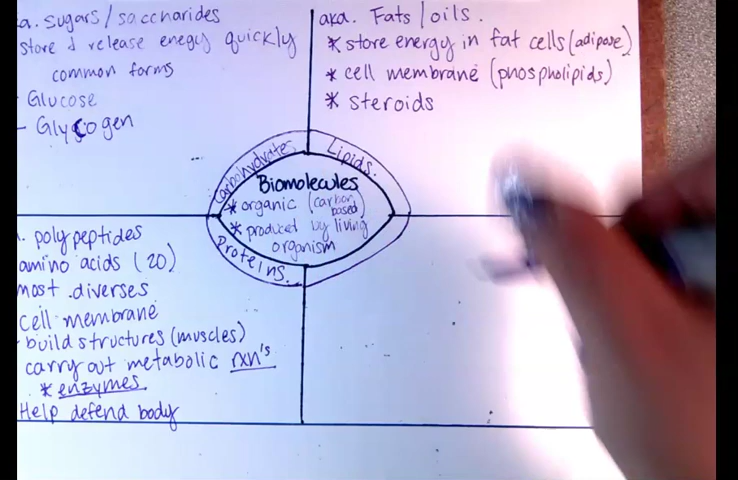 a. sugars/saccharides
store & release enegy quickly
common forms
- Glucose
- Glycogen
aka. Fats/oils.
* store energy in fat cells (adipose)
* cell membrane (phospholipids)
* steroids
Carbohydrates
Lipids.
Biomolecules
* organic (carbon
based)
* produced by living
organism
Proteins.
. polypeptides
amino acids (20)
most diverses
cell membrane
- build structures (muscles)
carry out metabolic rxn's
* enzymes
Help defend body